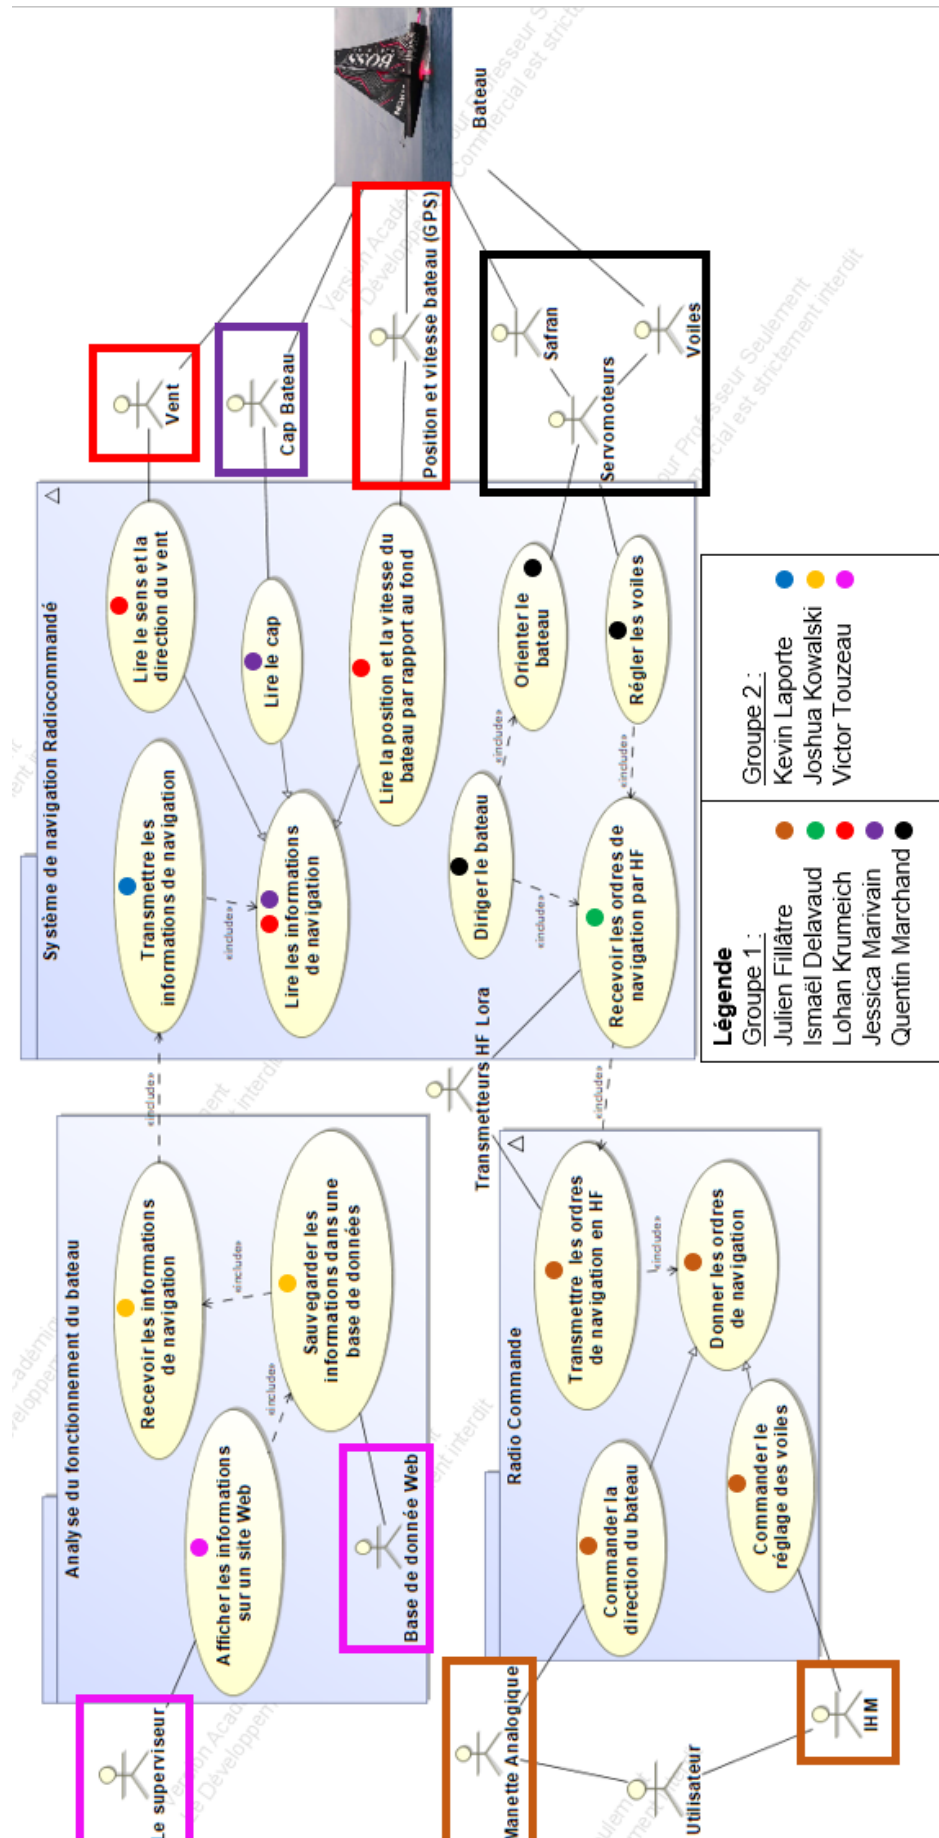 Analyse du fonctionnement du bateau
Le superviseur
Afficher les informations
sur un site Web
Recevoir les informations
de navigation
«include»
«include»
Sauvegarder les
informations dans une
base de données
Base de donnée Web
«include»
Système de navigation Radiocommandé
Transmettre les
informations de navigation
«include»
Lire les informations
de navigation
Lire le sens et la
direction du vent
Lire le cap
Lire la position et la vitesse du
bateau par rapport au fond
Diriger le bateau
«include»
Orienter le
bateau
«include»
Recevoir les ordres de
navigation par HF
«include»
Régler les voiles
Vent
Cap Bateau
Position et vitesse bateau (GPS)
Safran
Servomoteurs
Voiles
Bateau
BOSS
Transmetteurs HF Lora
«include»
Radio Commande
Manette Analogique
Utilisateur
IHM
Commander la
direction du bateau
Commander le
réglage des voiles
Transmettre les ordres
de navigation en HF
«include»
Donner les ordres
de navigation
Légende
Groupe 1 :
Julien Fillâtre
Ismaël Delavaud
Lohan Krumeich
Jessica Marivain
Quentin Marchand
Groupe 2 :
Kevin Laporte
Joshua Kowalski
Victor Touzeau